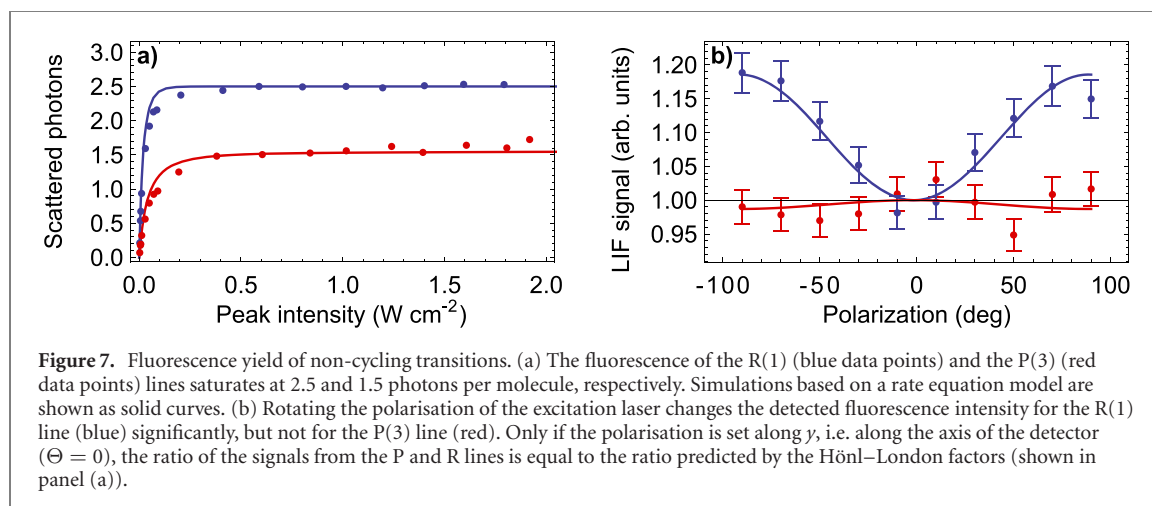 a)
3.0
2.5
2.0
1.5
1.0
0.5
0.0
Scattered photons
0.0 0.5 1.0 1.5 2.0
Peak intensity (W cm-2)
b)
1.20
1.15
1.10
1.05
1.00
0.95
LIF signal (arb. units)
-100 -50 0 50 100
Polarization (deg)
Figure 7. Fluorescence yield of non-cycling transitions. (a) The fluorescence of the R(1) (blue data points) and the P(3) (red
data points) lines saturates at 2.5 and 1.5 photons per molecule, respectively. Simulations based on a rate equation model are
shown as solid curves. (b) Rotating the polarisation of the excitation laser changes the detected fluorescence intensity for the R(1)
line (blue) significantly, but not for the P(3) line (red). Only if the polarisation is set along y, i.e. along the axis of the detector
(Θ = 0), the ratio of the signals from the P and R lines is equal to the ratio predicted by the Hönl–London factors (shown in
panel (a)).